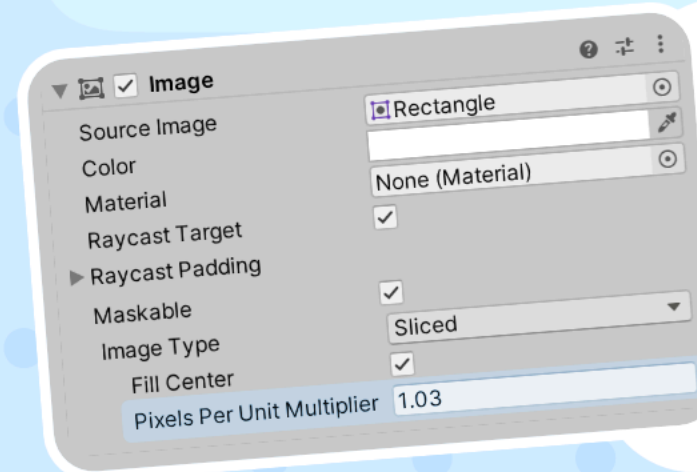 Image
Source Image Rectangle
Color
Material None (Material)
Raycast Target
Raycast Padding
Maskable
Image Type Sliced
Fill Center
Pixels Per Unit Multiplier 1.03